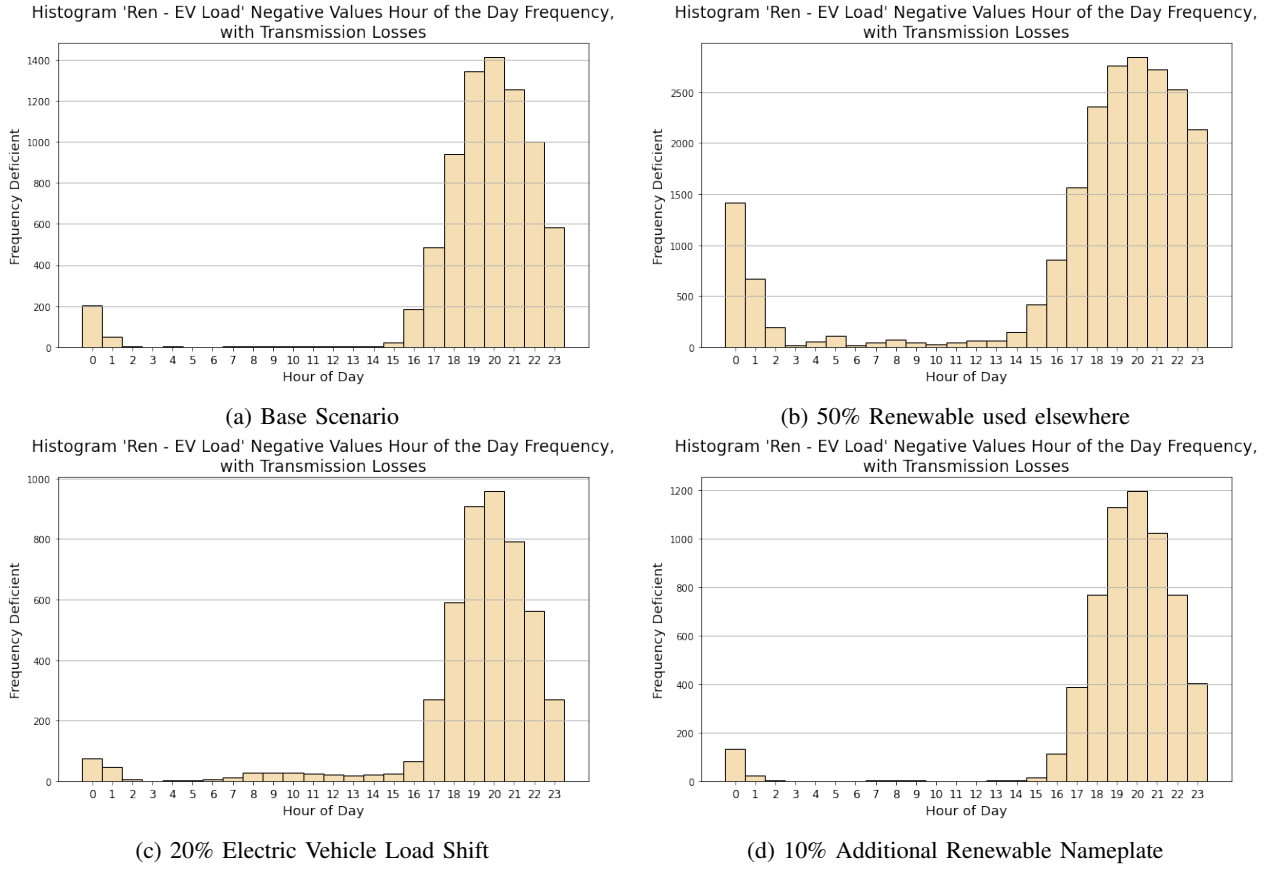 Histogram 'Ren - EV Load' Negative Values Hour of the Day Frequency,
with Transmission Losses
Frequency Deficient
1400
1200
1000
800
600
400
200
0
0 1 2 3 4 5 6 7 8 9 10 11 12 13 14 15 16 17 18 19 20 21 22 23
Hour of Day
(a) Base Scenario
Histogram 'Ren - EV Load' Negative Values Hour of the Day Frequency,
with Transmission Losses
Frequency Deficient
2500
2000
1500
1000
500
0
0 1 2 3 4 5 6 7 8 9 10 11 12 13 14 15 16 17 18 19 20 21 22 23
Hour of Day
(b) 50% Renewable used elsewhere
Histogram 'Ren - EV Load' Negative Values Hour of the Day Frequency,
with Transmission Losses
Frequency Deficient
1000
800
600
400
200
0
0 1 2 3 4 5 6 7 8 9 10 11 12 13 14 15 16 17 18 19 20 21 22 23
Hour of Day
(c) 20% Electric Vehicle Load Shift
Histogram 'Ren - EV Load' Negative Values Hour of the Day Frequency,
with Transmission Losses
Frequency Deficient
1200
1000
800
600
400
200
0
0 1 2 3 4 5 6 7 8 9 10 11 12 13 14 15 16 17 18 19 20 21 22 23
Hour of Day
(d) 10% Additional Renewable Nameplate